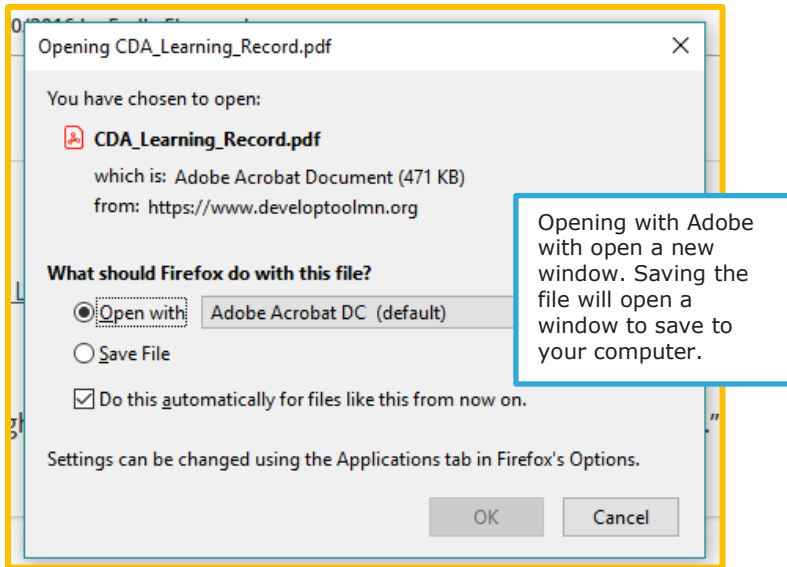 Opening CDA_Learning_Record.pdf
You have chosen to open:
CDA_Learning_Record.pdf
which is: Adobe Acrobat Document (471 KB)
from: https://www.developtoolmn.org
Opening with Adobe
with open a new
window. Saving the
file will open a
window to save to
your computer.
What should Firefox do with this file?
Open with Adobe Acrobat DC (default)
Save File
Do this automatically for files like this from now on.
Settings can be changed using the Applications tab in Firefox's Options.
OK Cancel